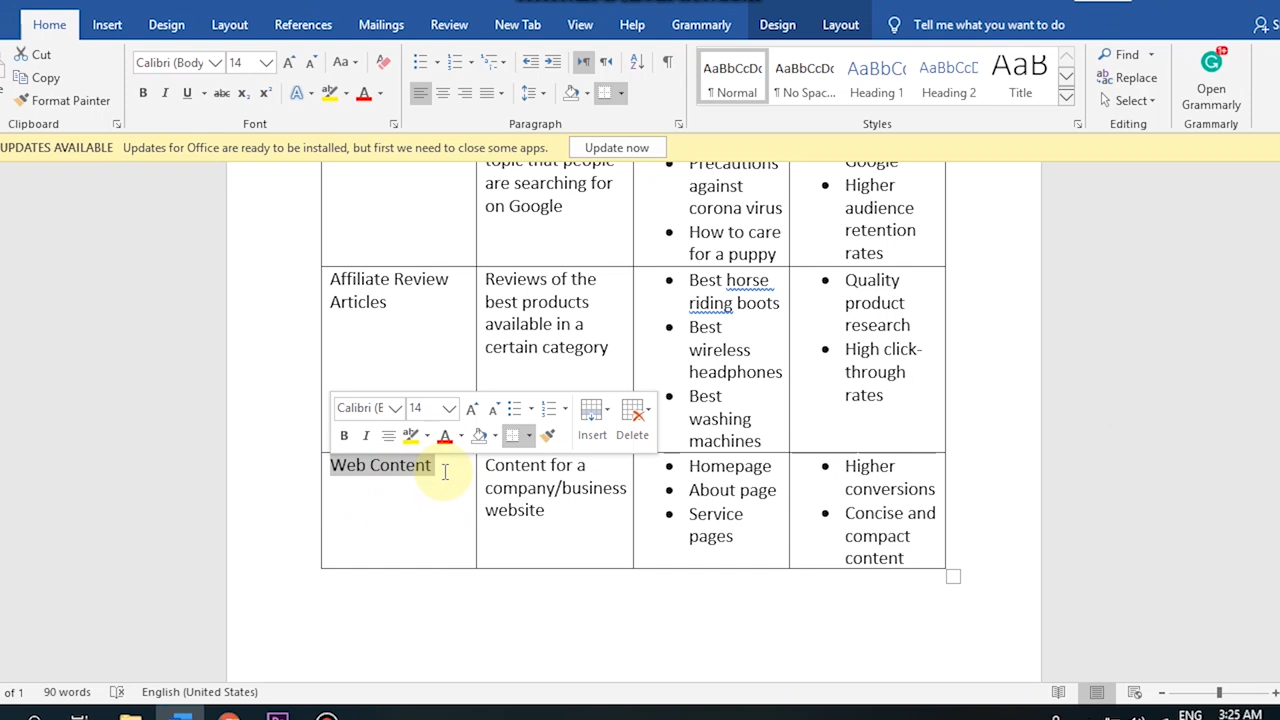 Home Insert Design Layout References Mailings Review View New Tab Help Grammarly Design Layout Tell me what you want to do
Cut
Copy
Format Painter
Clipboard
Calibri (Body 14
Font
Paragraph
AaBbCcDc AaBbCcDc AaBbCc AaBbCcD AaB
¶ Normal ¶ No Spac... Heading 1 Heading 2 Title
Styles
Find
Replace
Select
Editing
Open
Grammarly
Grammarly
UPDATES AVAILABLE Updates for Office are ready to be installed, but first we need to close some apps. Update now
topic that people
are searching for
on Google
Precautions
against
corona virus
How to care
for a puppy
Google
Higher
audience
retention
rates
Affiliate Review
Articles
Reviews of the
best products
available in a
certain category
Best horse
riding boots
Best
wireless
headphones
Best
washing
machines
Quality
product
research
High click-
through
rates
Calibri (E 14
Insert Delete
Web Content
Content for a
company/business
website
Homepage
About page
Service
pages
Higher
conversions
Concise and
compact
content
of 1 90 words English (United States)
ENG 3:25 AM